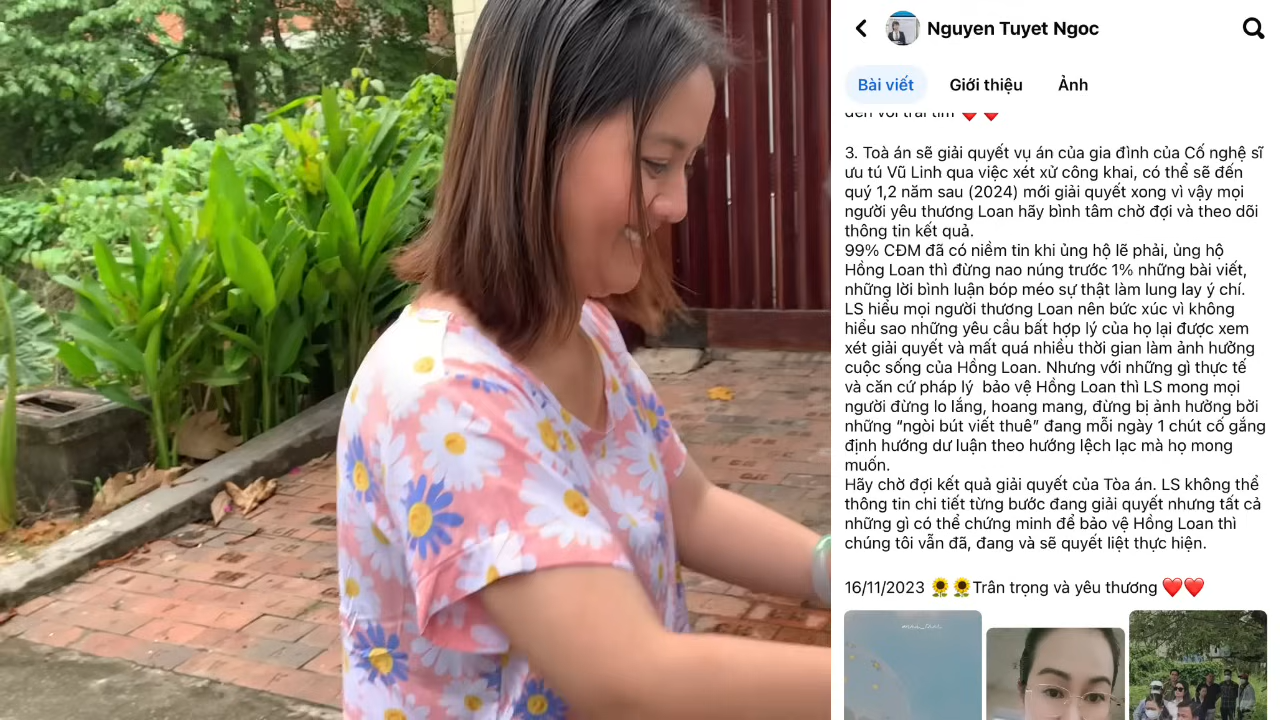 Nguyen Tuyet Ngoc
Bài viết
Giới thiệu
Ảnh
đến với trái tim
3. Toà án sẽ giải quyết vụ án của gia đình của Cố nghệ sĩ
ưu tú Vũ Linh qua việc xét xử công khai, có thể sẽ đến
quý 1,2 năm sau (2024) mới giải quyết xong vì vậy mọi
người yêu thương Loan hãy bình tâm chờ đợi và theo dõi
thông tin kết quả.
99% CĐM đã có niềm tin khi ủng hộ lẽ phải, ủng hộ
Hồng Loan thì đừng nao núng trước 1% những bài viết,
những lời bình luận bóp méo sự thật làm lung lay ý chí.
LS hiểu mọi người thương Loan nên bức xúc vì không
hiểu sao những yêu cầu bất hợp lý của họ lại được xem
xét giải quyết và mất quá nhiều thời gian làm ảnh hưởng
cuộc sống của Hồng Loan. Nhưng với những gì thực tế
và căn cứ pháp lý bảo vệ Hồng Loan thì LS mong mọi
người đừng lo lắng, hoang mang, đừng bị ảnh hưởng bởi
những “ngòi bút viết thuê” đang mỗi ngày 1 chút cố gắng
định hướng dư luận theo hướng lệch lạc mà họ mong
muốn.
Hãy chờ đợi kết quả giải quyết của Tòa án. LS không thể
thông tin chi tiết từng bước đang giải quyết nhưng tất cả
những gì có thể chứng minh để bảo vệ Hồng Loan thì
chúng tôi vẫn đã, đang và sẽ quyết liệt thực hiện.
16/11/2023 🌻🌻Trân trọng và yêu thương ❤️❤️